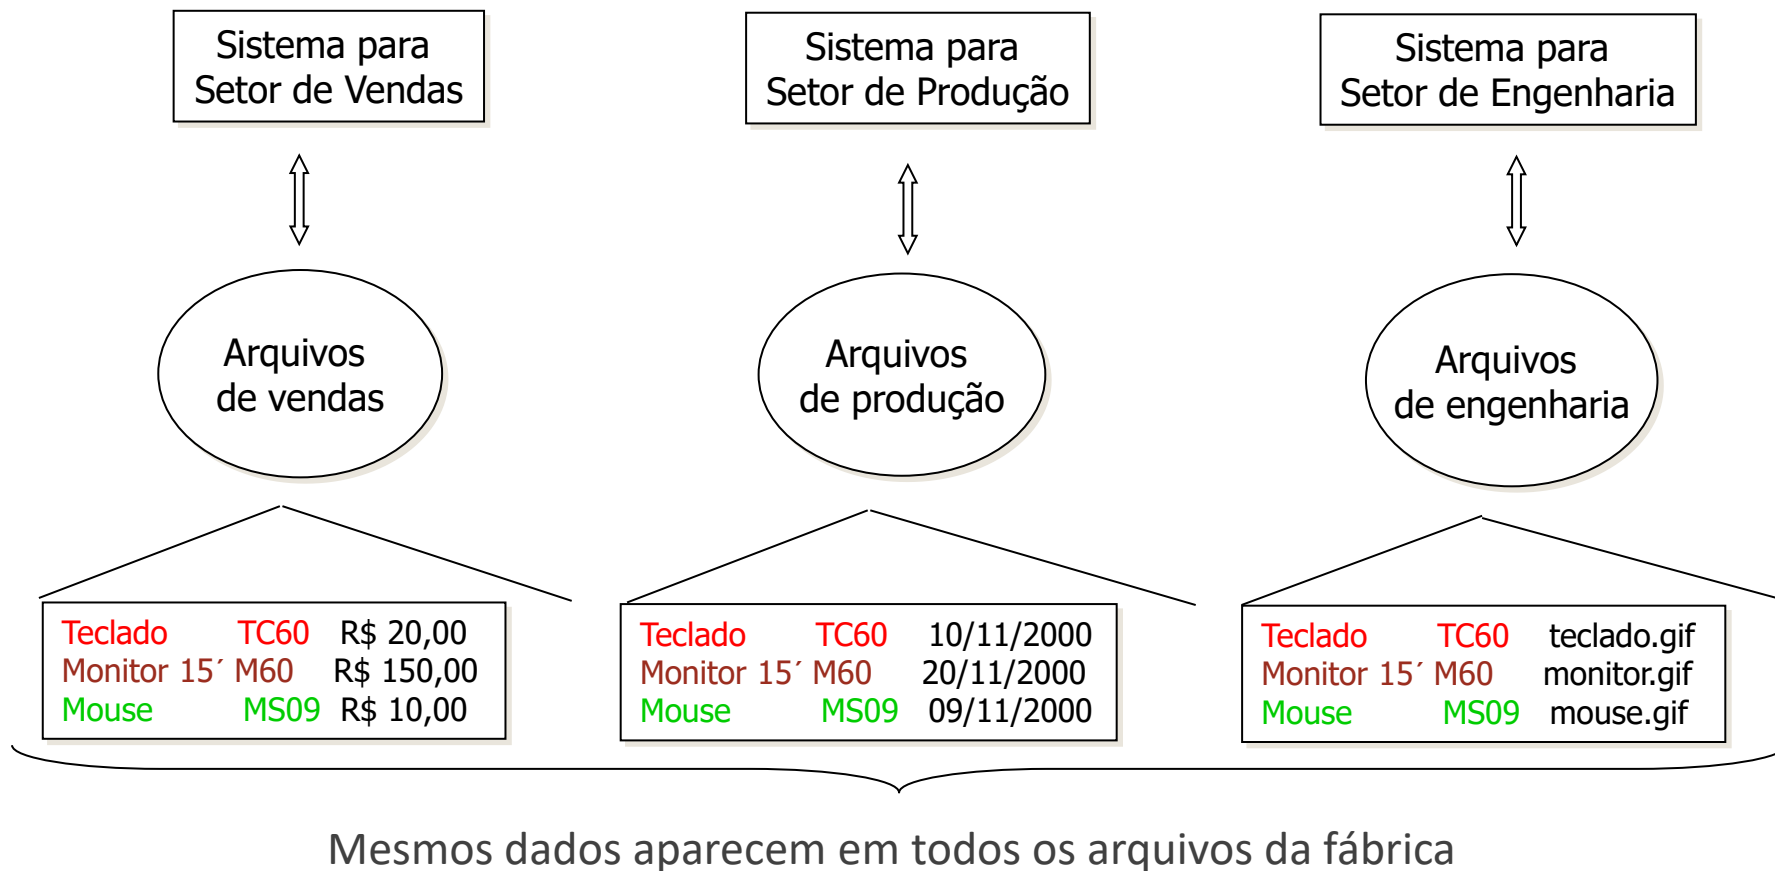 Sistema para
Setor de Vendas
Sistema para
Setor de Produção
Sistema para
Setor de Engenharia
Arquivos
de vendas
Arquivos
de produção
Arquivos
de engenharia
Teclado TC60 R$ 20,00
Monitor 15´ M60 R$ 150,00
Mouse MS09 R$ 10,00
Teclado TC60 10/11/2000
Monitor 15´ M60 20/11/2000
Mouse MS09 09/11/2000
Teclado TC60 teclado.gif
Monitor 15´ M60 monitor.gif
Mouse MS09 mouse.gif
Mesmos dados aparecem em todos os arquivos da fábrica